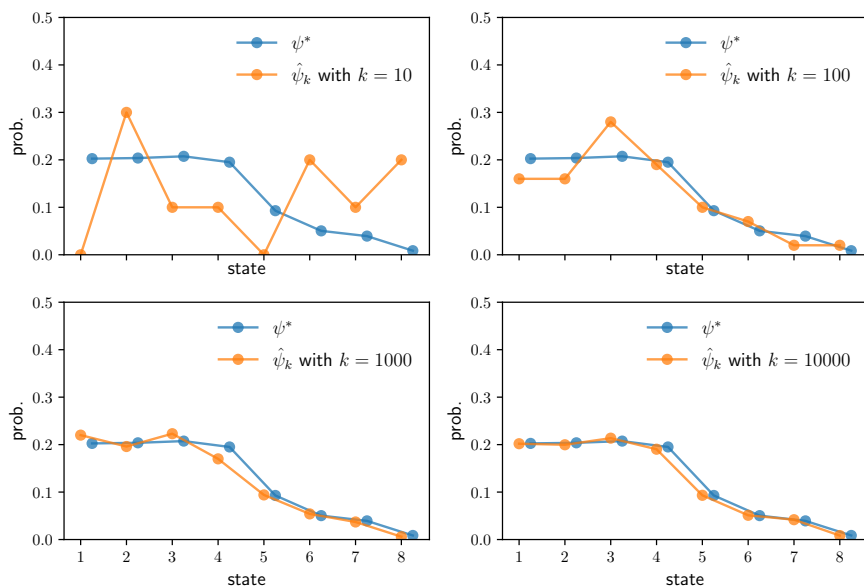 0.5
0.4
0.3
0.2
0.1
0.0
prob.
state
ψ*
ψ̂ₖ with k = 10
0.5
0.4
0.3
0.2
0.1
0.0
prob.
state
ψ*
ψ̂ₖ with k = 100
0.5
0.4
0.3
0.2
0.1
0.0
prob.
1 2 3 4 5 6 7 8
state
ψ*
ψ̂ₖ with k = 1000
0.5
0.4
0.3
0.2
0.1
0.0
prob.
1 2 3 4 5 6 7 8
state
ψ*
ψ̂ₖ with k = 10000